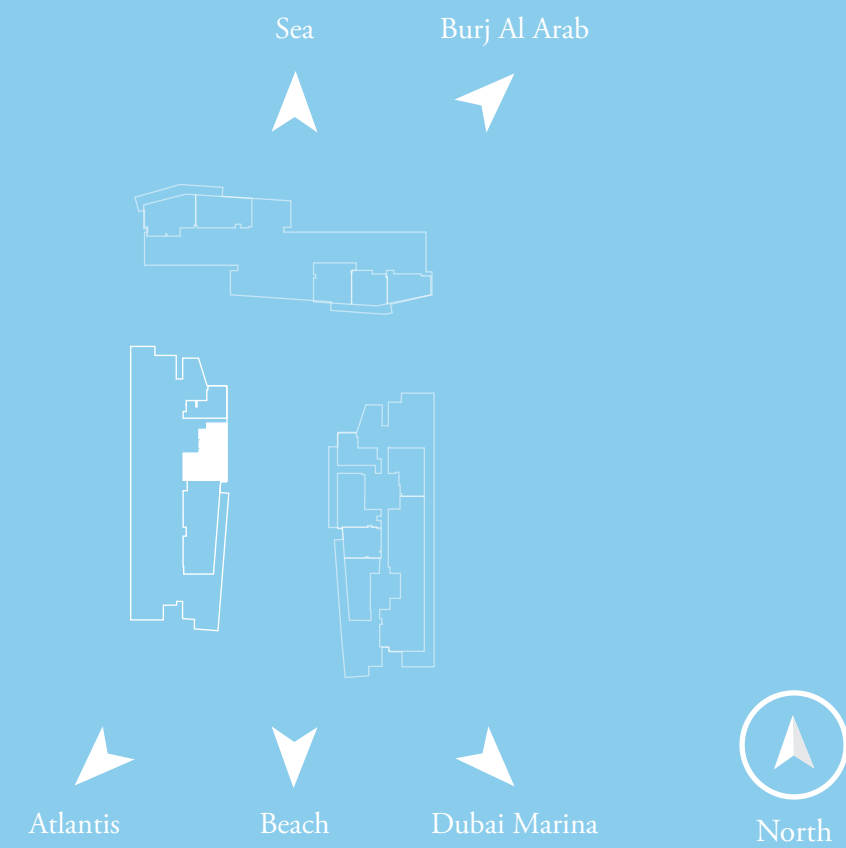 Sea
Burj Al Arab
Atlantis
Beach
Dubai Marina
North